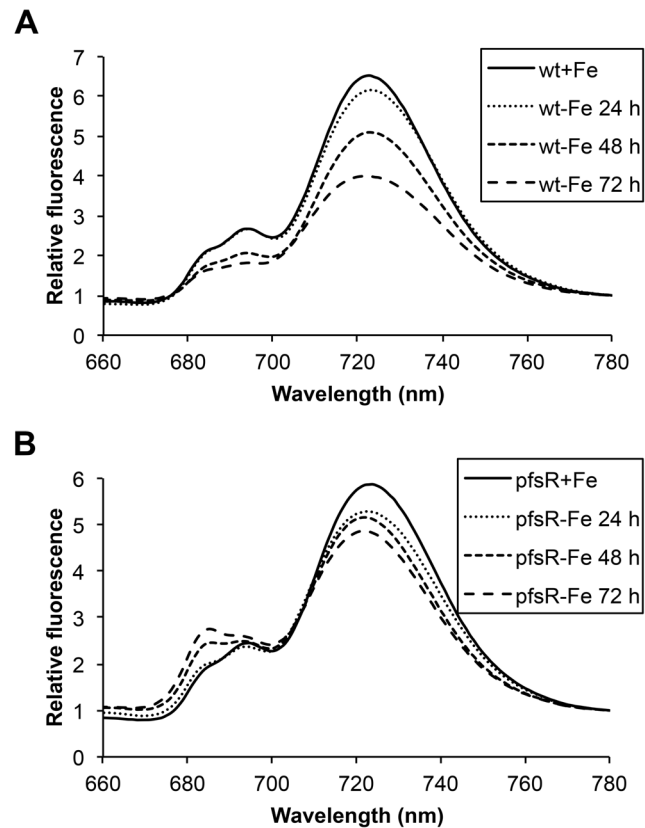 A
7
6
5
4
3
2
1
0
Relative fluorescence
wt+Fe
wt-Fe 24 h
wt-Fe 48 h
wt-Fe 72 h
660 680 700 720 740 760 780
Wavelength (nm)
B
6
5
4
3
2
1
0
Relative fluorescence
pfsR+Fe
pfsR-Fe 24 h
pfsR-Fe 48 h
pfsR-Fe 72 h
660 680 700 720 740 760 780
Wavelength (nm)